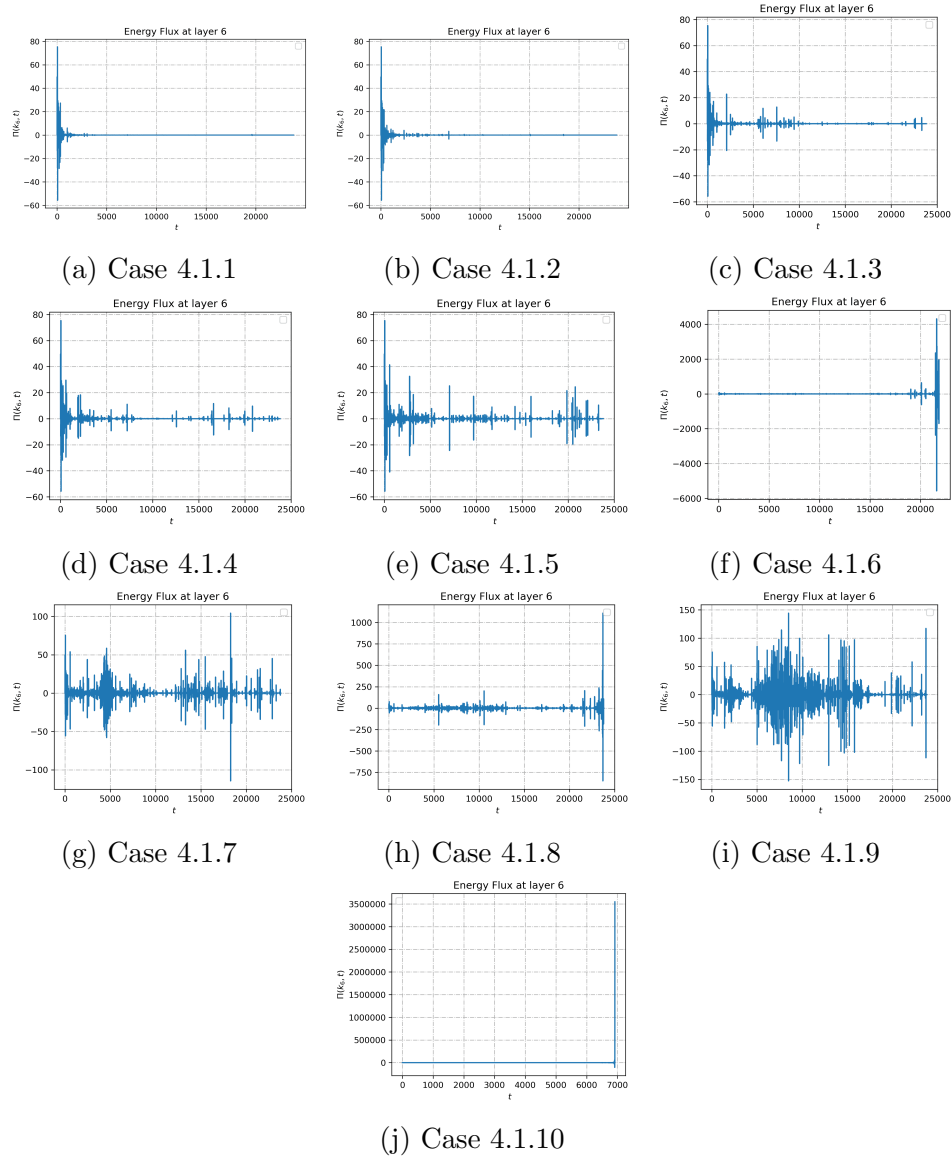 Energy Flux at layer 6
80
60
40
20
0
−20
−40
−60
Π(k₆, t)
0 5000 10000 15000 20000
t
(a) Case 4.1.1
Energy Flux at layer 6
80
60
40
20
0
−20
−40
−60
Π(k₆, t)
0 5000 10000 15000 20000
t
(b) Case 4.1.2
Energy Flux at layer 6
80
60
40
20
0
−20
−40
−60
Π(k₆, t)
0 5000 10000 15000 20000 25000
t
(c) Case 4.1.3
Energy Flux at layer 6
80
60
40
20
0
−20
−40
−60
Π(k₆, t)
0 5000 10000 15000 20000 25000
t
(d) Case 4.1.4
Energy Flux at layer 6
80
60
40
20
0
−20
−40
−60
Π(k₆, t)
0 5000 10000 15000 20000 25000
t
(e) Case 4.1.5
Energy Flux at layer 6
4000
2000
0
−2000
−4000
−6000
Π(k₆, t)
0 5000 10000 15000 20000
t
(f) Case 4.1.6
Energy Flux at layer 6
100
50
0
−50
−100
Π(k₆, t)
0 5000 10000 15000 20000 25000
t
(g) Case 4.1.7
Energy Flux at layer 6
1000
750
500
250
0
−250
−500
−750
Π(k₆, t)
0 5000 10000 15000 20000 25000
t
(h) Case 4.1.8
Energy Flux at layer 6
150
100
50
0
−50
−100
−150
Π(k₆, t)
0 5000 10000 15000 20000 25000
t
(i) Case 4.1.9
Energy Flux at layer 6
3500000
3000000
2500000
2000000
1500000
1000000
500000
0
Π(k₆, t)
0 1000 2000 3000 4000 5000 6000 7000
t
(j) Case 4.1.10